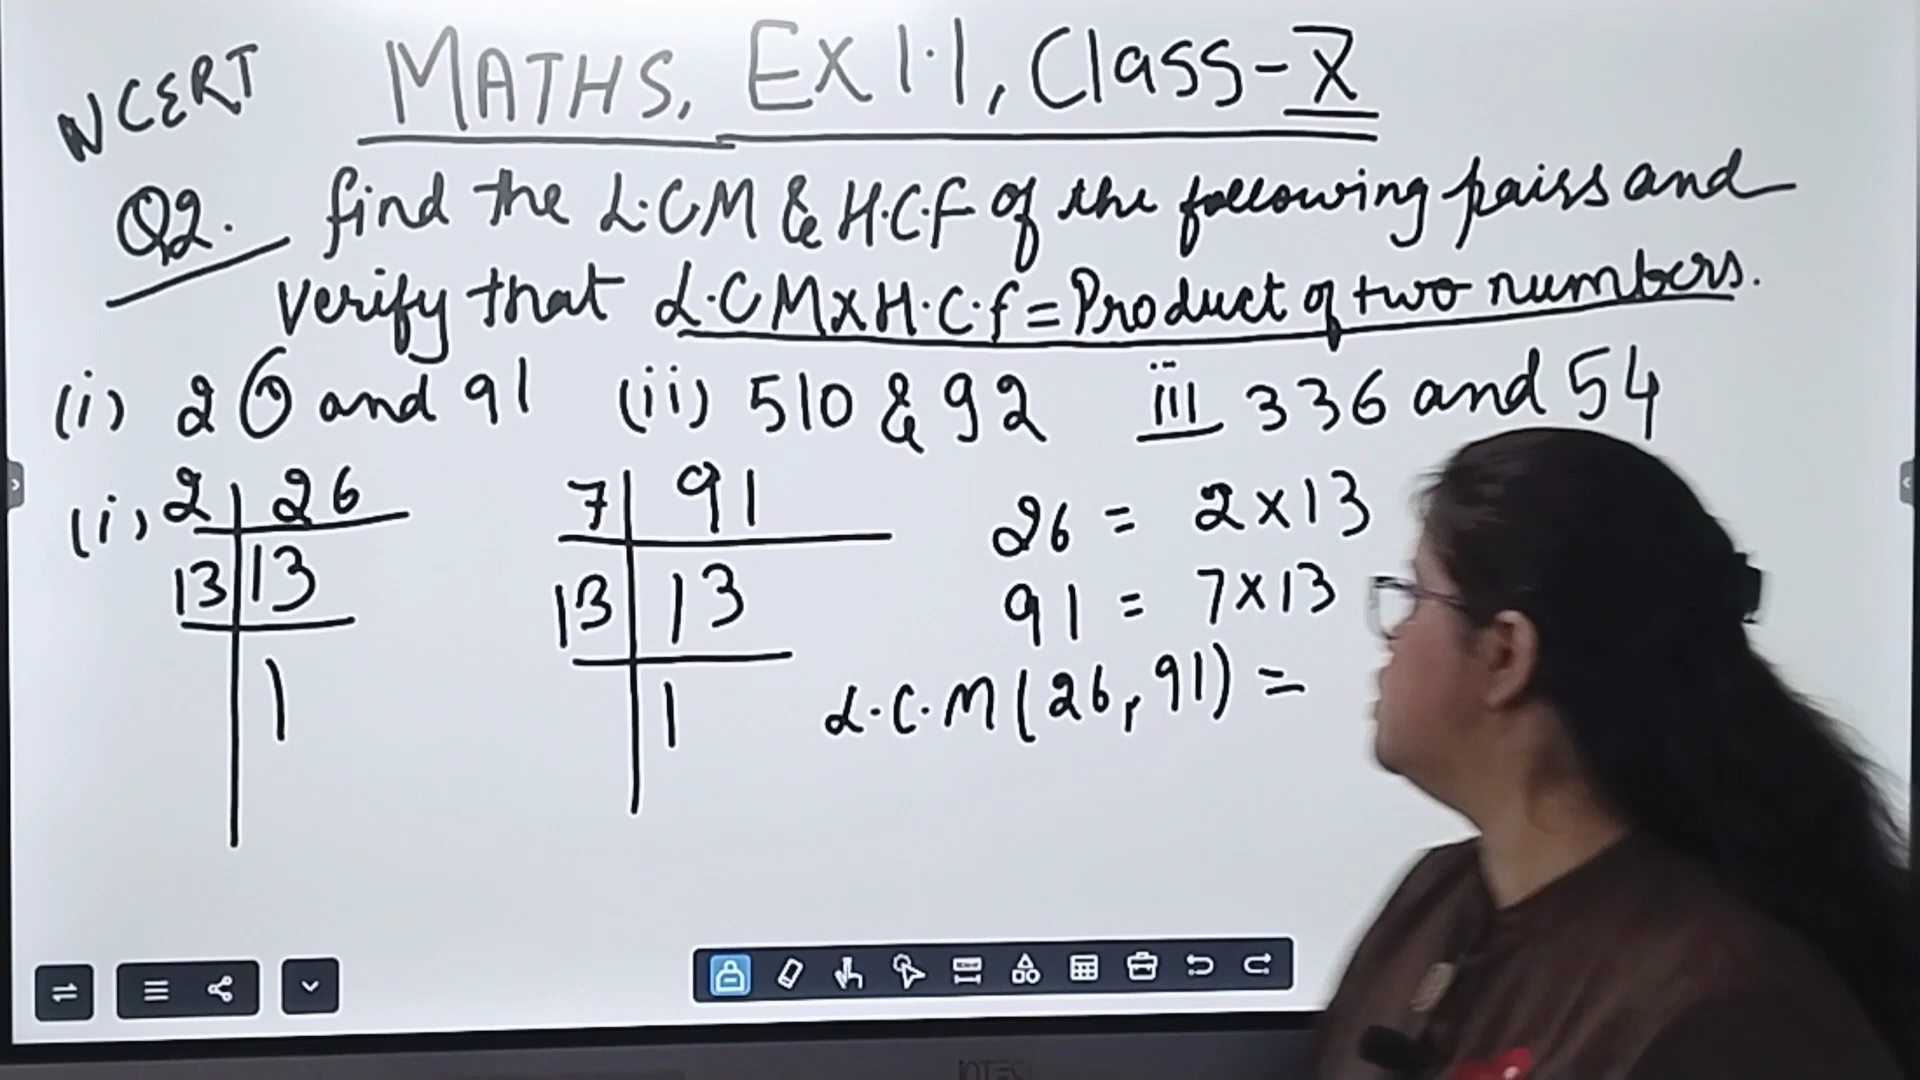 NCERT MATHS, EX 1.1, Class-X
Q2. find the L.C.M & H.C.F of the following pairs and
verify that L.C.M x H.C.f = Product of two numbers.
(i) 26 and 91 (ii) 510 & 92 iii 336 and 54
(i) 2 | 26
13 | 13
1
7 | 91
13 | 13
1
26 = 2 x 13
91 = 7 x 13
L.C.M (26, 91) =